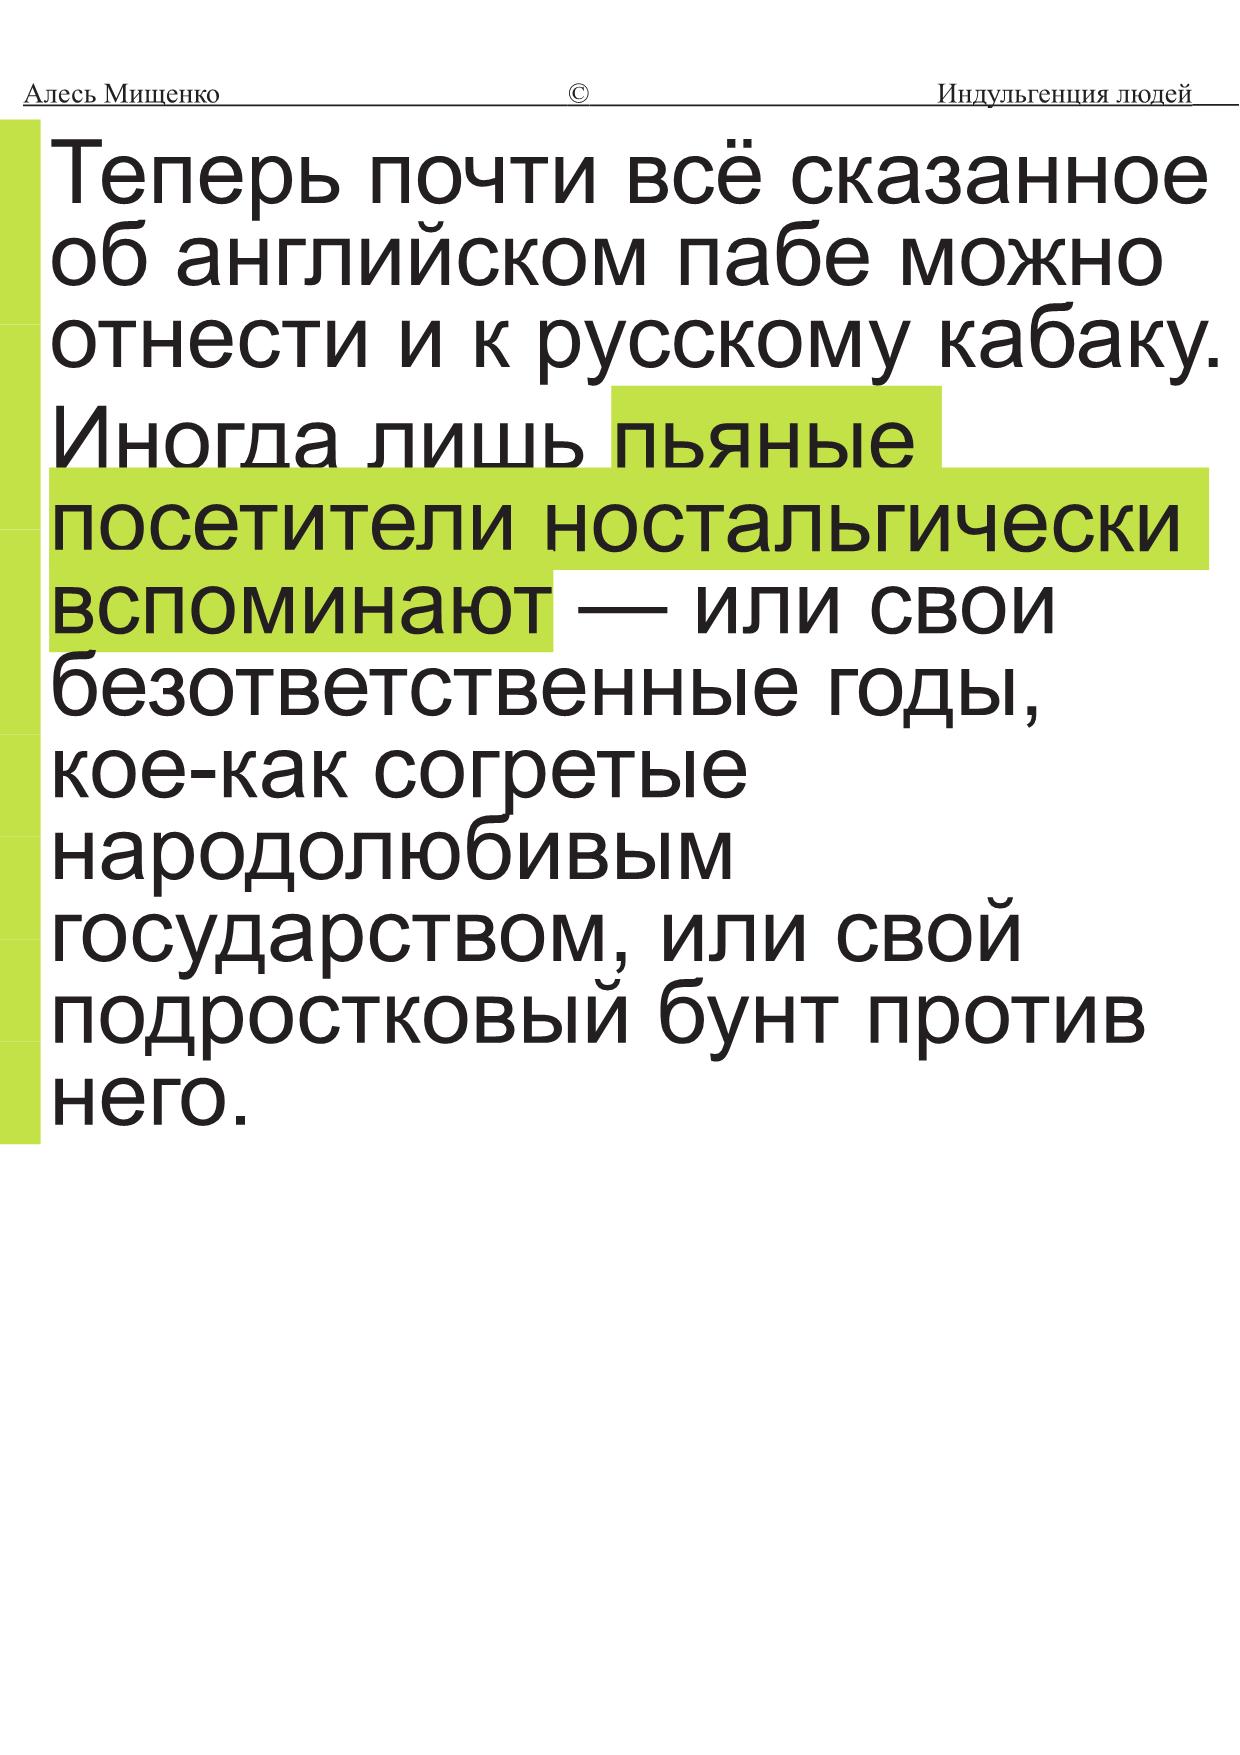 Алесь Мищенко © Индульгенция людей
Теперь почти всё сказанное
об английском пабе можно
отнести и к русскому кабаку.
Иногда лишь пьяные
посетители ностальгически
вспоминают — или свои
безответственные годы,
кое-как согретые
народолюбивым
государством, или свой
подростковый бунт против
него.